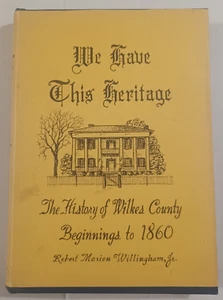 We Have
This Heritage
The History of Wilkes County
Beginnings to 1860
Robert Marion Willingham, Jr.